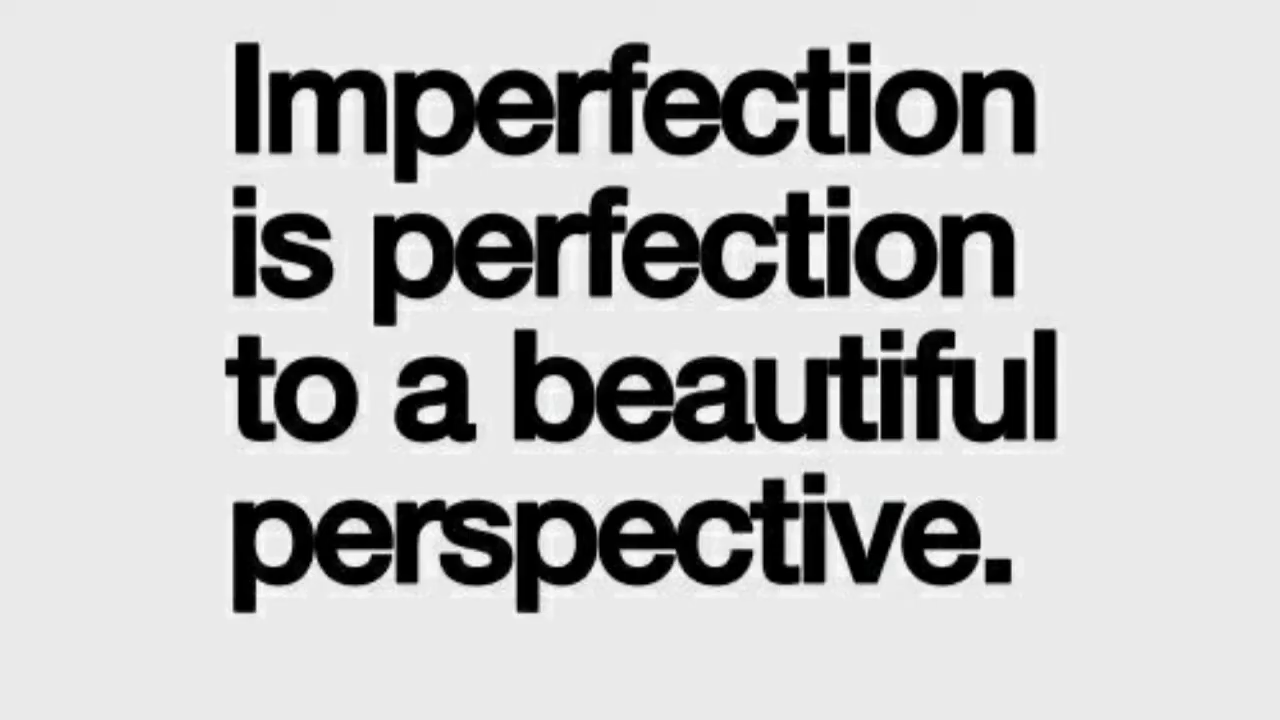 Imperfection
is perfection
to a beautiful
perspective.